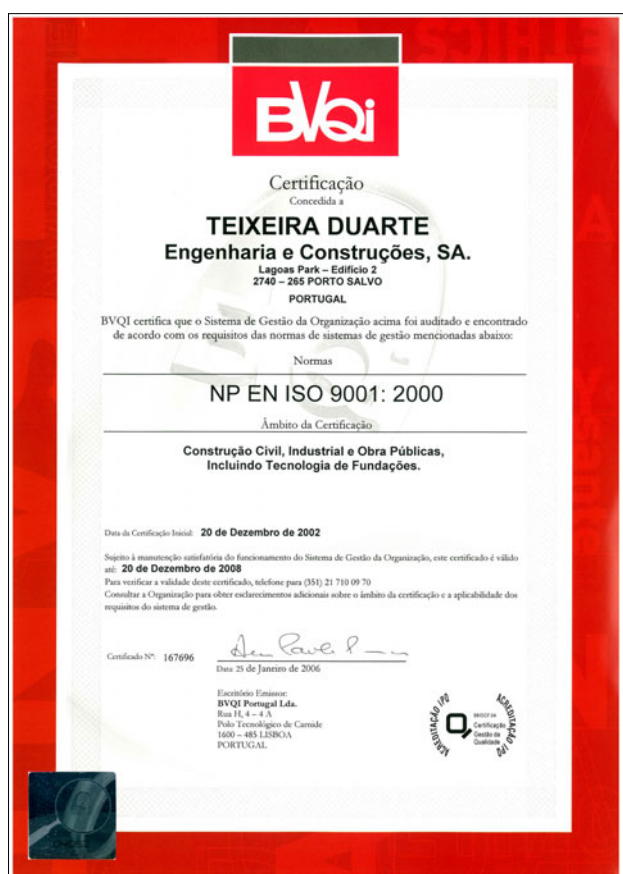 BVQi
Certificação
Concedida a
TEIXEIRA DUARTE
Engenharia e Construções, SA.
Lagoas Park – Edifício 2
2740 – 265 PORTO SALVO
PORTUGAL
BVQI certifica que o Sistema de Gestão da Organização acima foi auditado e encontrado
de acordo com os requisitos das normas de sistemas de gestão mencionadas abaixo:
Normas
NP EN ISO 9001: 2000
Âmbito da Certificação
Construção Civil, Industrial e Obra Públicas,
Incluindo Tecnologia de Fundações.
Data da Certificação Inicial: 20 de Dezembro de 2002
Sujeito à manutenção satisfatória do funcionamento do Sistema de Gestão da Organização, este certificado é válido
até: 20 de Dezembro de 2008
Para verificar a validade deste certificado, telefone para (351) 21 710 09 70
Consultar a Organização para obter esclarecimentos adicionais sobre o âmbito da certificação e a aplicabilidade dos
requisitos do sistema de gestão.
Certificado Nº: 167696
Data: 25 de Janeiro de 2006
Escritório Emissor:
BVQI Portugal Lda.
Rua H, 4 – 4 A
Polo Tecnológico de Carnide
1600 – 485 LISBOA
PORTUGAL
ACREDITAÇÃO IPQ
ACREDITAÇÃO IPQ
Certificação
Gestão da
Qualidade
ETHICS